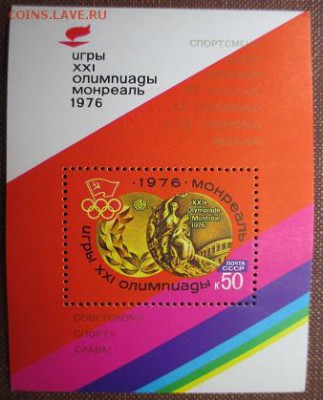 COINS.LAVE.RU
игры
XXI
олимпиады
монреаль
1976
СПОРТСМЕНЫ
·1976· монреаль
XXIe
Olympiade
Montréal
1976
игры XXI олимпиады
ПОЧТА
СССР
К 50
СОВЕТСКОМУ
СПОРТУ
СЛАВА!